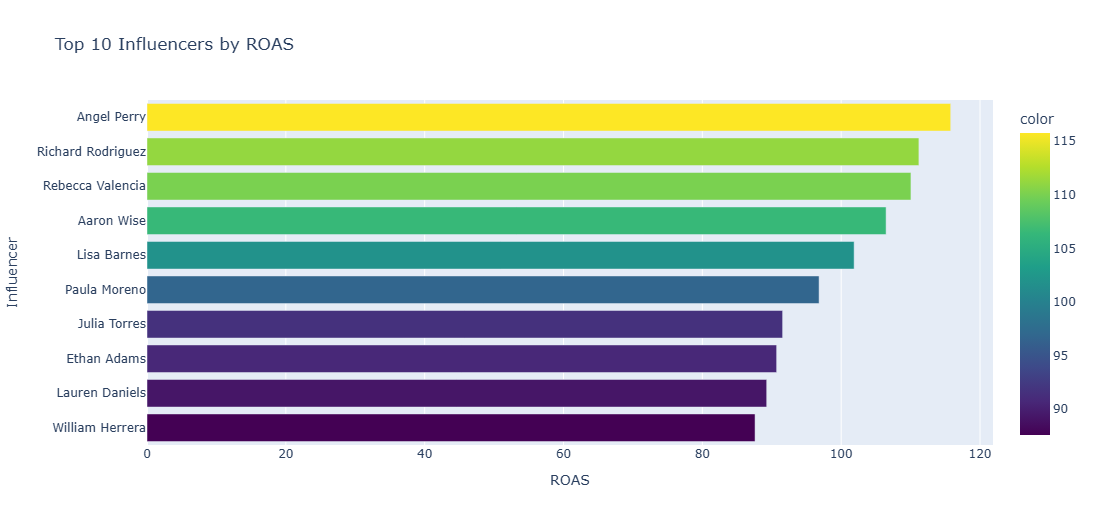 Top 10 Influencers by ROAS
Influencer
Angel Perry
Richard Rodriguez
Rebecca Valencia
Aaron Wise
Lisa Barnes
Paula Moreno
Julia Torres
Ethan Adams
Lauren Daniels
William Herrera
0 20 40 60 80 100 120
ROAS
color
115
110
105
100
95
90